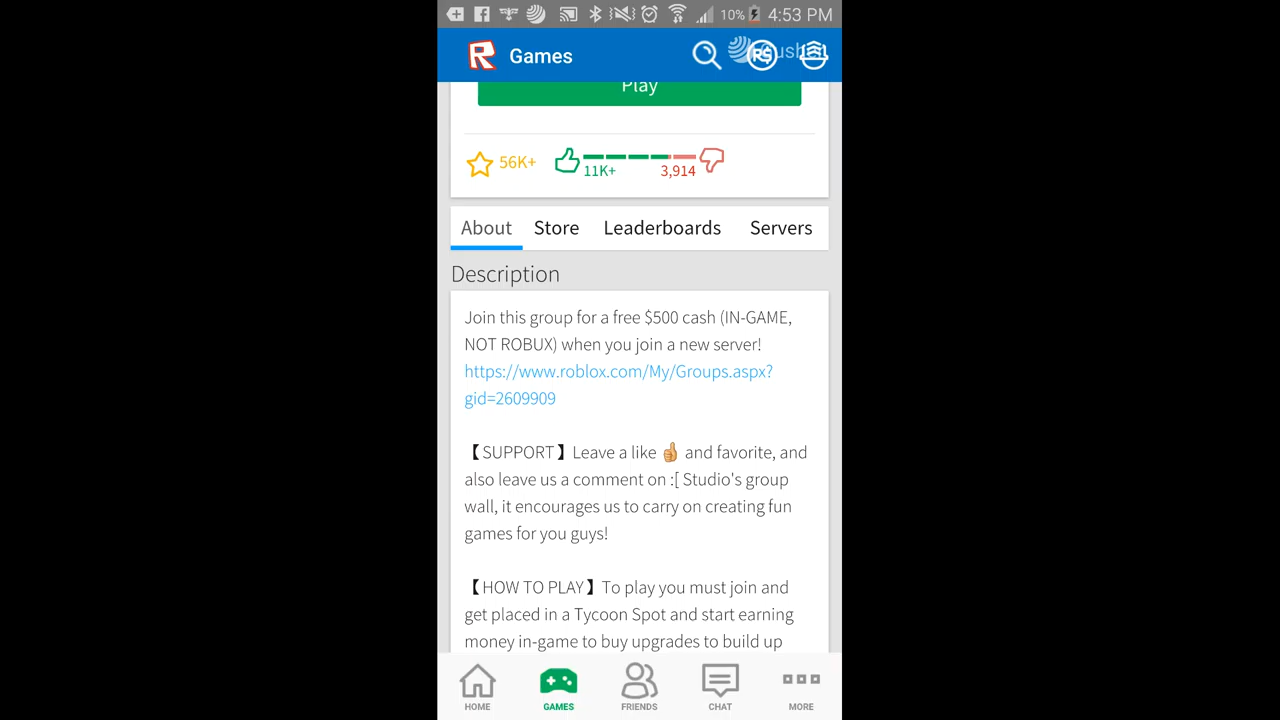 10% 4:53 PM
R Games R$
Play
56K+ 11K+ 3,914
About Store Leaderboards Servers
Description
Join this group for a free $500 cash (IN-GAME,
NOT ROBUX) when you join a new server!
https://www.roblox.com/My/Groups.aspx?
gid=2609909
【SUPPORT】Leave a like 👍 and favorite, and
also leave us a comment on :[ Studio's group
wall, it encourages us to carry on creating fun
games for you guys!
【HOW TO PLAY】To play you must join and
get placed in a Tycoon Spot and start earning
money in-game to buy upgrades to build up
HOME GAMES FRIENDS CHAT MORE